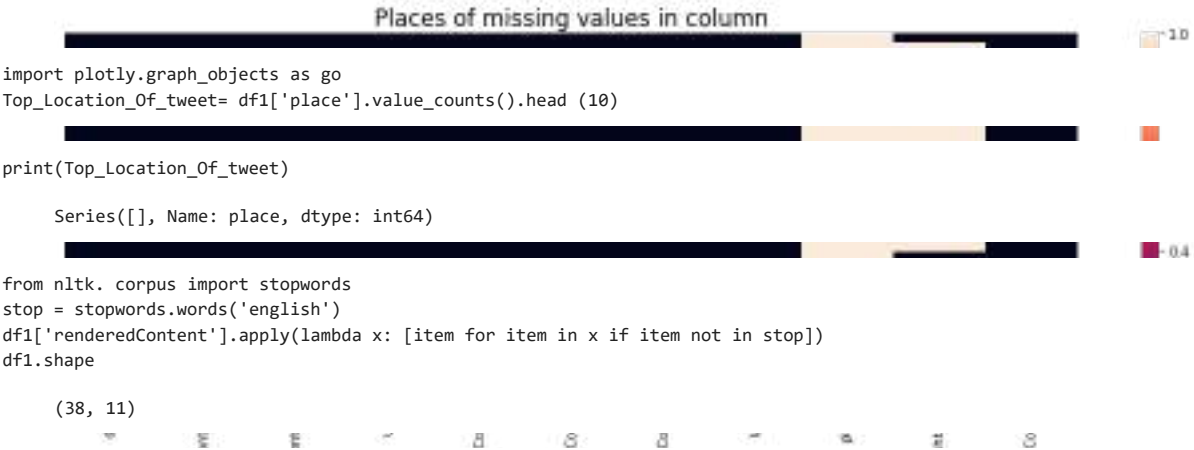 Places of missing values in column
1.0
import plotly.graph_objects as go
Top_Location_Of_tweet= df1['place'].value_counts().head (10)
print(Top_Location_Of_tweet)
Series([], Name: place, dtype: int64)
0.4
from nltk. corpus import stopwords
stop = stopwords.words('english')
df1['renderedContent'].apply(lambda x: [item for item in x if item not in stop])
df1.shape
(38, 11)